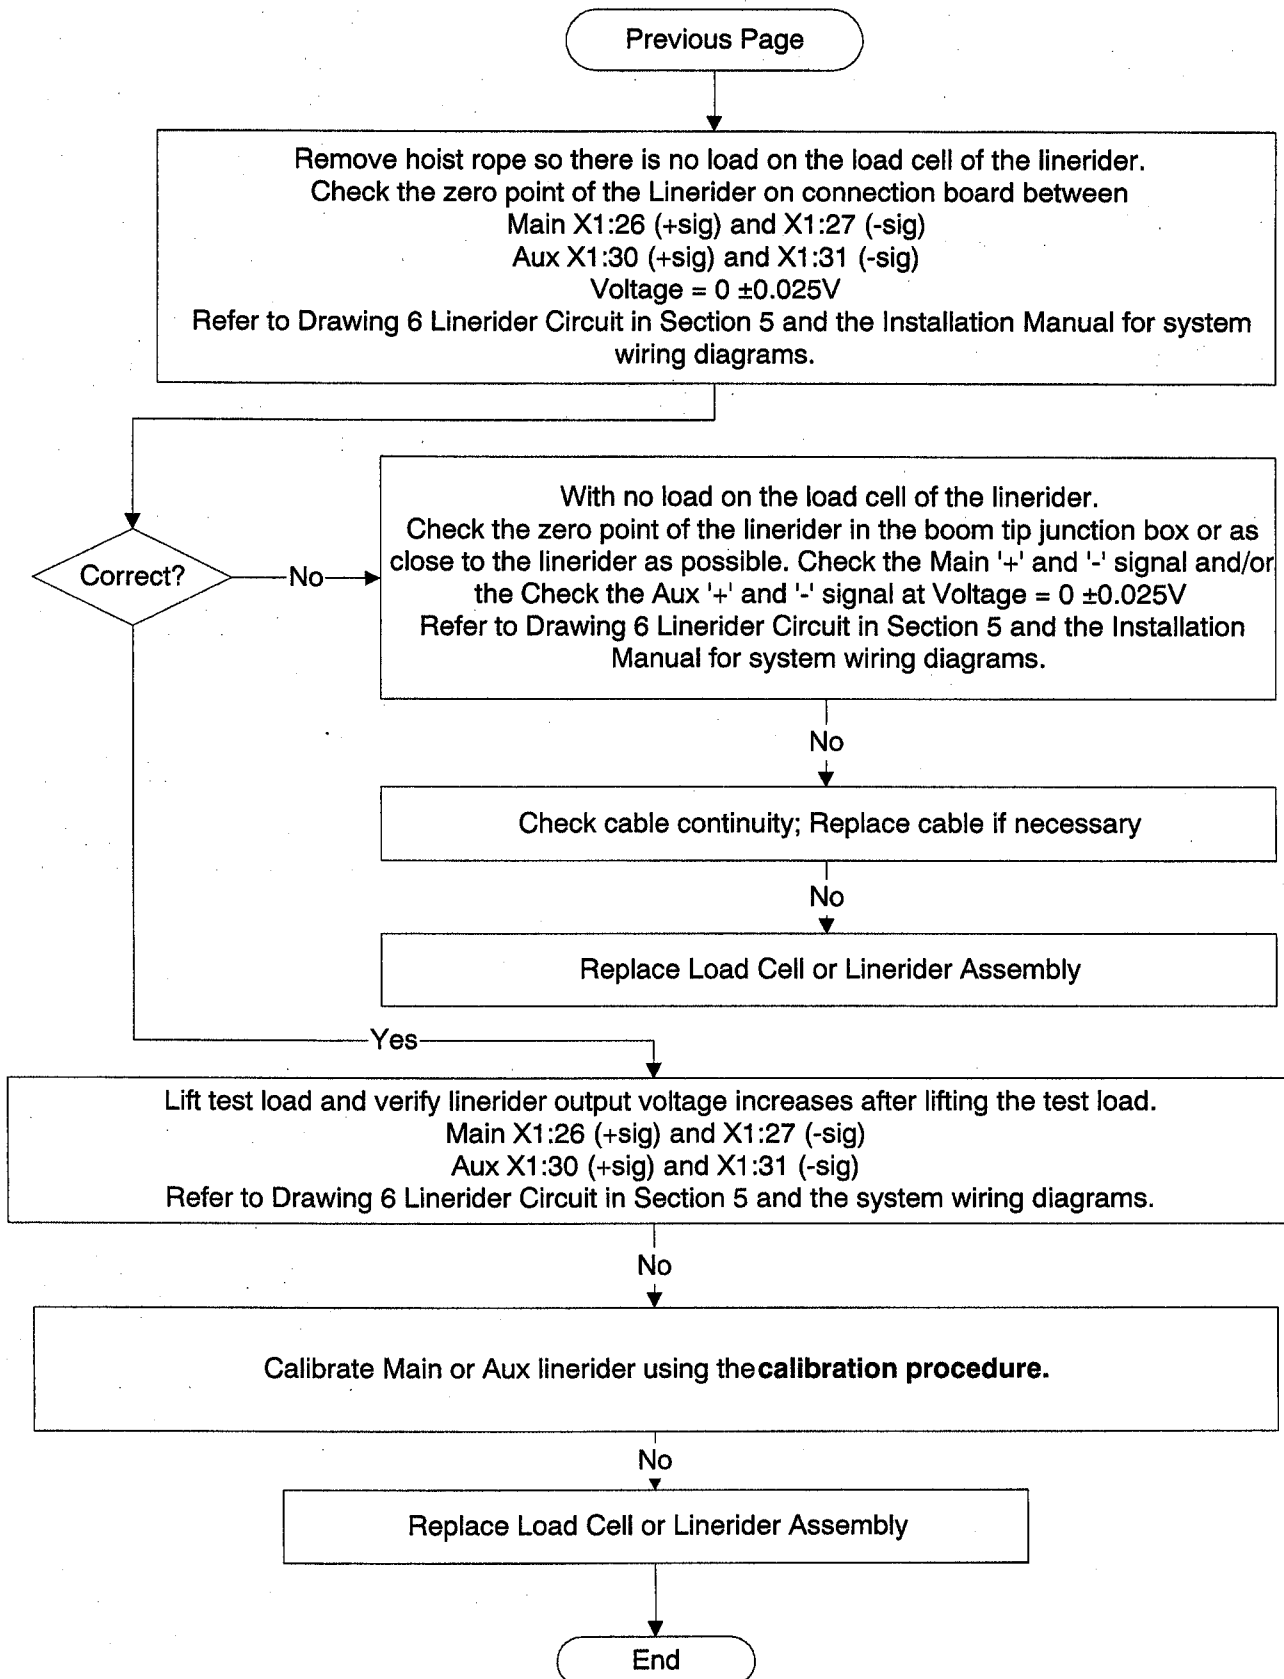 Previous Page
Remove hoist rope so there is no load on the load cell of the linerider.
Check the zero point of the Linerider on connection board between
Main X1:26 (+sig) and X1:27 (-sig)
Aux X1:30 (+sig) and X1:31 (-sig)
Voltage = 0 ±0.025V
Refer to Drawing 6 Linerider Circuit in Section 5 and the Installation Manual for system
wiring diagrams.
Correct?
No
With no load on the load cell of the linerider.
Check the zero point of the linerider in the boom tip junction box or as
close to the linerider as possible. Check the Main '+' and '-' signal and/or
the Check the Aux '+' and '-' signal at Voltage = 0 ±0.025V
Refer to Drawing 6 Linerider Circuit in Section 5 and the Installation
Manual for system wiring diagrams.
No
Check cable continuity; Replace cable if necessary
No
Replace Load Cell or Linerider Assembly
Yes
Lift test load and verify linerider output voltage increases after lifting the test load.
Main X1:26 (+sig) and X1:27 (-sig)
Aux X1:30 (+sig) and X1:31 (-sig)
Refer to Drawing 6 Linerider Circuit in Section 5 and the system wiring diagrams.
No
Calibrate Main or Aux linerider using the calibration procedure.
No
Replace Load Cell or Linerider Assembly
End